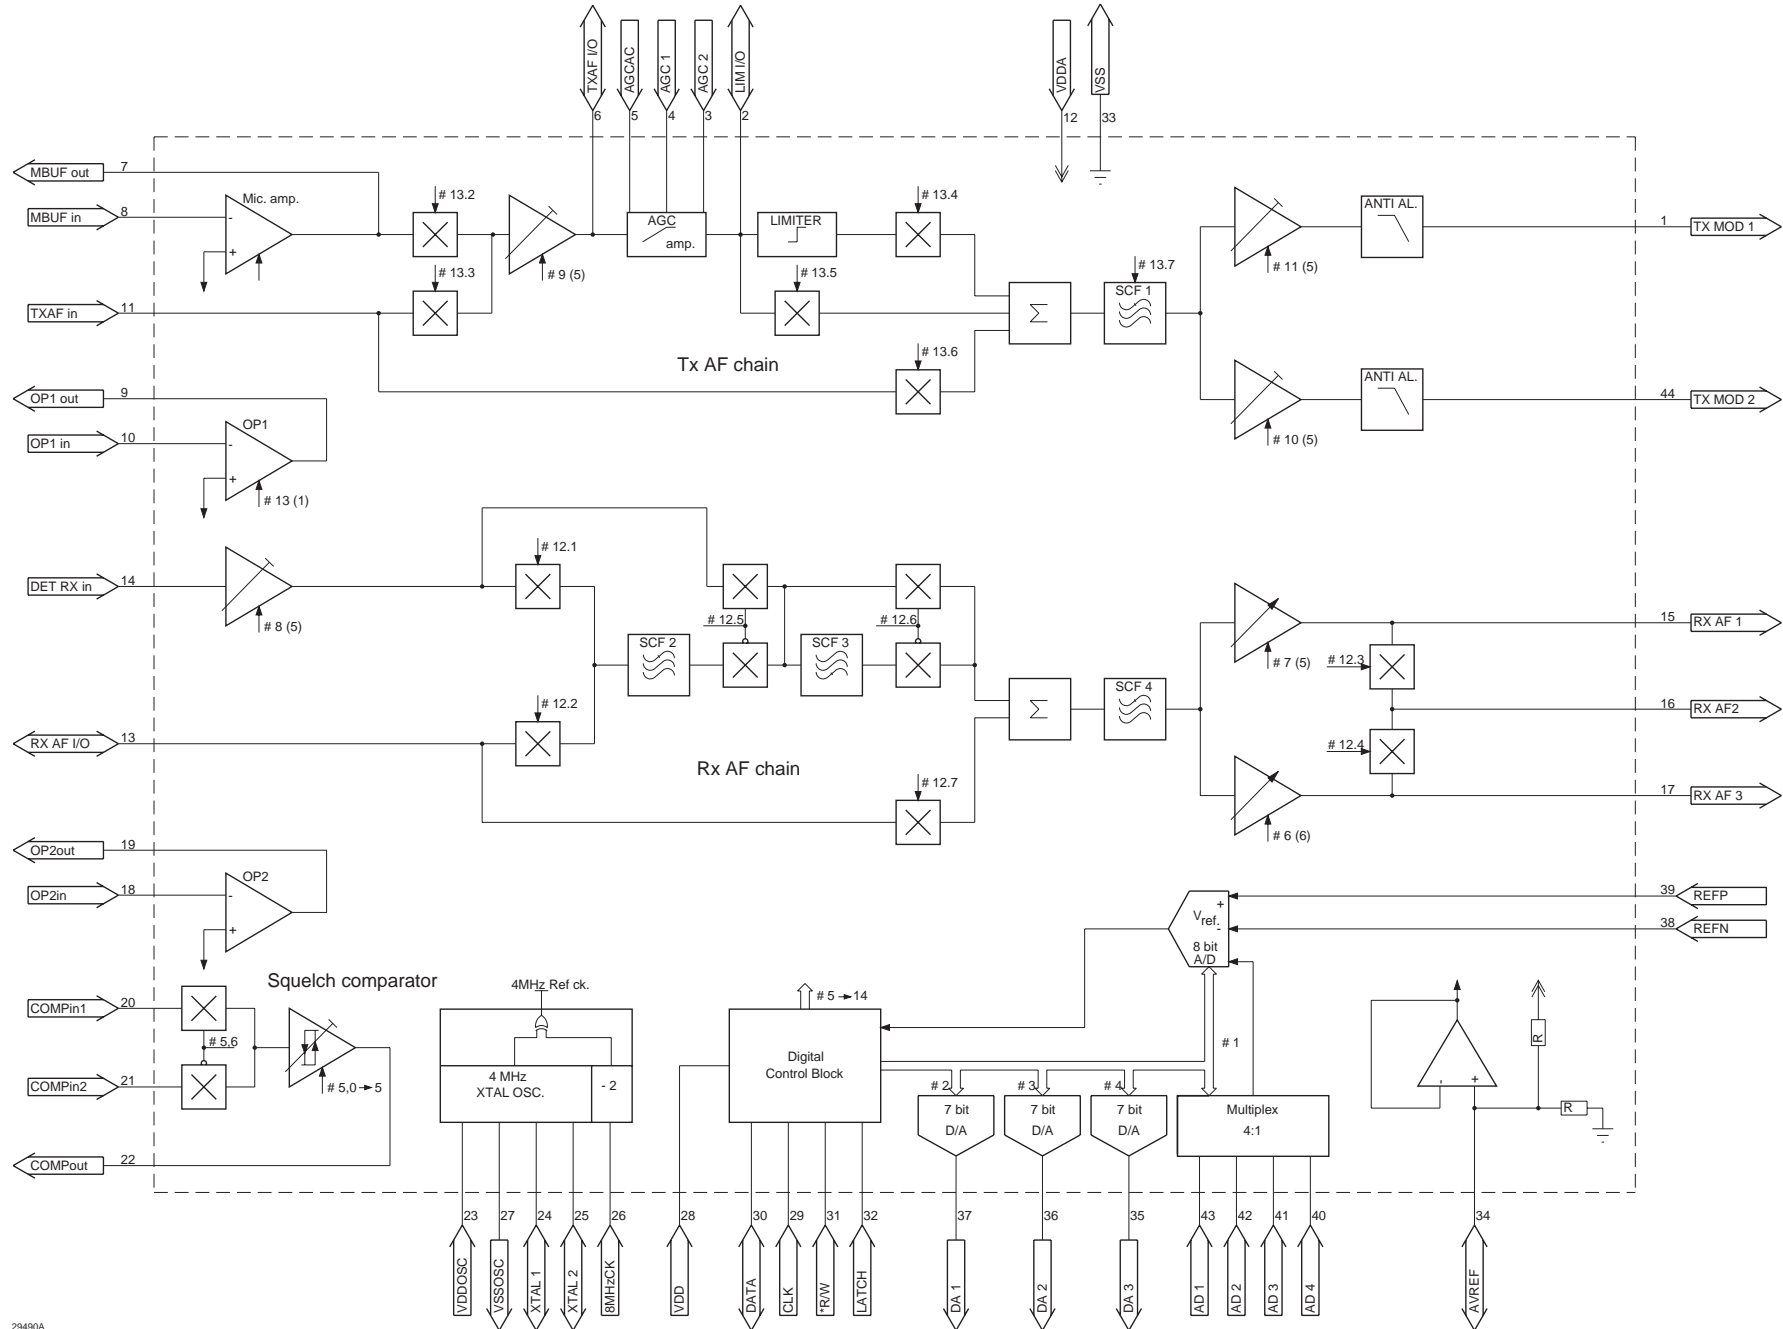 TXAF I/O
AGCAC
AGC 1
AGC 2
LIM I/O
VDDA
VSS
6
5
4
3
2
12
33
MBUF out
7
MBUF in
8
Mic. amp.
-
+
# 13.2
# 13.3
# 9 (5)
AGC
amp.
LIMITER
# 13.4
# 13.5
# 13.6
Σ
# 13.7
SCF 1
# 11 (5)
ANTI AL.
1
TX MOD 1
TXAF in
11
Tx AF chain
# 10 (5)
ANTI AL.
44
TX MOD 2
OP1 out
9
OP1 in
10
OP1
-
+
# 13 (1)
DET RX in
14
# 8 (5)
# 12.1
SCF 2
# 12.5
SCF 3
# 12.6
# 12.2
RX AF I/O
13
Rx AF chain
# 12.7
Σ
SCF 4
# 7 (5)
# 12.3
# 12.4
# 6 (6)
15
RX AF 1
16
RX AF2
17
RX AF 3
OP2out
19
OP2in
18
OP2
-
+
39
REFP
38
REFN
+
Vref.
-
8 bit
A/D
Squelch comparator
COMPin1
20
# 5,6
COMPin2
21
# 5,0 → 5
COMPout
22
4MHz Ref ck.
4 MHz
XTAL OSC.
- 2
# 5 → 14
Digital
Control Block
# 1
# 2
# 3
# 4
7 bit
D/A
7 bit
D/A
7 bit
D/A
Multiplex
4:1
-
+
R
R
23
27
24
25
26
28
30
29
31
32
37
36
35
43
42
41
40
34
VDDOSC
VSSOSC
XTAL 1
XTAL 2
8MHzCK
VDD
DATA
CLK
*R/W
LATCH
DA 1
DA 2
DA 3
AD 1
AD 2
AD 3
AD 4
AVREF
29490A